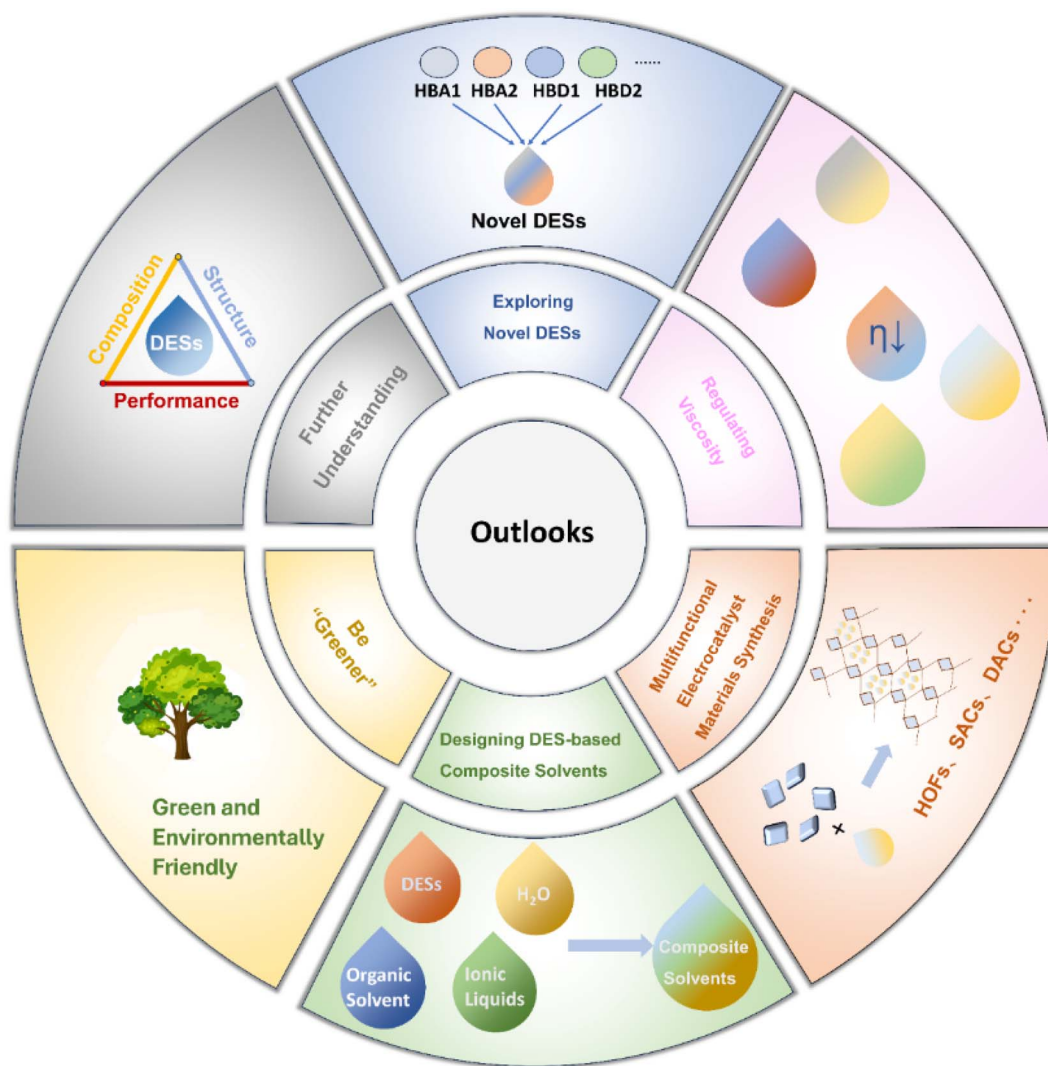 HBA1 HBA2 HBD1 HBD2 ......
Novel DESs
Exploring
Novel DESs
Regulating
Viscosity
η↓
Multifunctional
Electrocatalyst
Materials Synthesis
HOFs、SACs、DACs ····
+
Designing DES-based
Composite Solvents
DESs
H₂O
Organic
Solvent
Ionic
Liquids
Composite
Solvents
Be
“Greener”
Green and
Environmentally
Friendly
Further
Understanding
Composition
Structure
DESs
Performance
Outlooks